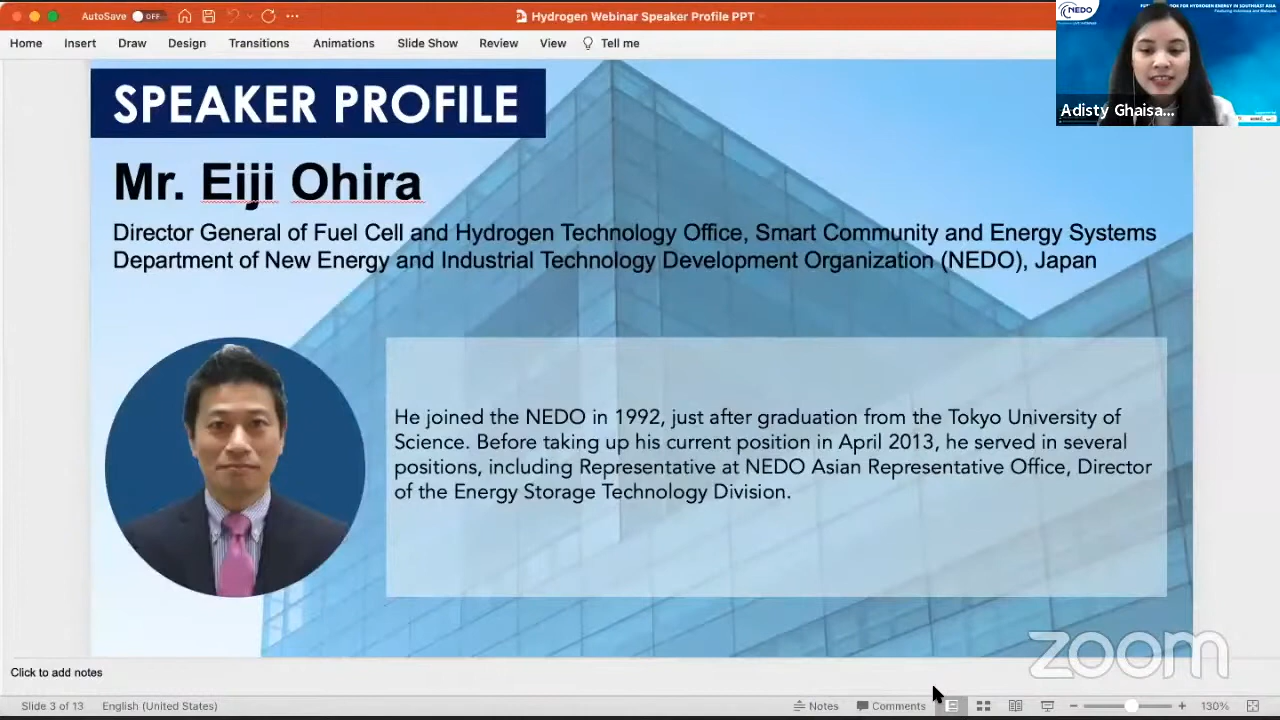 AutoSave OFF
Hydrogen Webinar Speaker Profile PPT
Home Insert Draw Design Transitions Animations Slide Show Review View Tell me
NEDO
Adisty Ghaisa...
SPEAKER PROFILE
Mr. Eiji Ohira
Director General of Fuel Cell and Hydrogen Technology Office, Smart Community and Energy Systems
Department of New Energy and Industrial Technology Development Organization (NEDO), Japan
He joined the NEDO in 1992, just after graduation from the Tokyo University of
Science. Before taking up his current position in April 2013, he served in several
positions, including Representative at NEDO Asian Representative Office, Director
of the Energy Storage Technology Division.
zoom
Click to add notes
Slide 3 of 13 English (United States) Notes Comments 130%